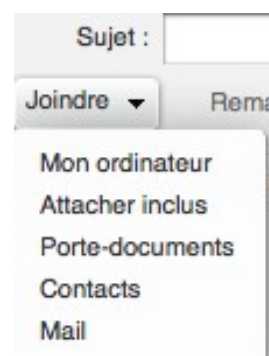 Sujet :
Joindre
Mon ordinateur
Attacher inclus
Porte-documents
Contacts
Mail